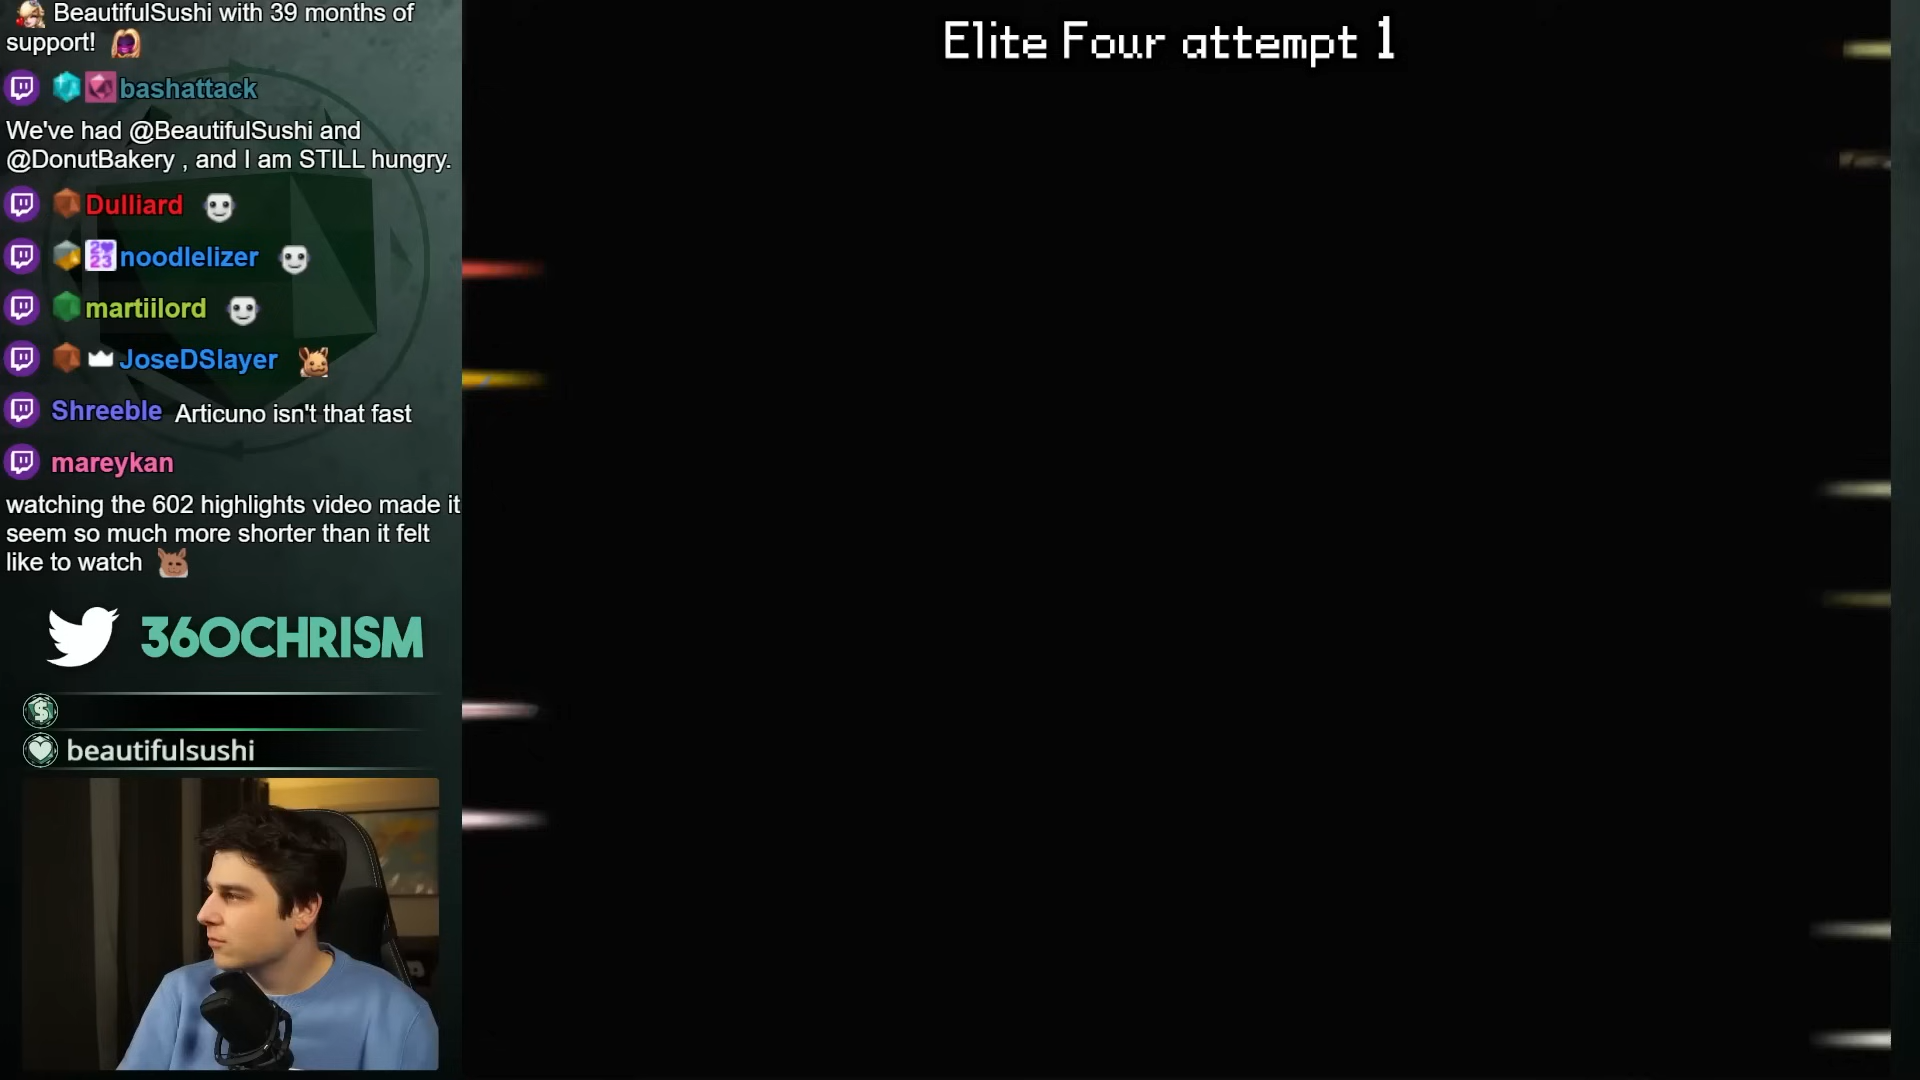 BeautifulSushi with 39 months of
support!
Elite Four attempt 1
bashattack
We've had @BeautifulSushi and
@DonutBakery , and I am STILL hungry.
Dulliard
2023 noodlelizer
martiilord
JoseDSlayer
Shreeble Articuno isn't that fast
mareykan
watching the 602 highlights video made it
seem so much more shorter than it felt
like to watch
360CHRISM
$
beautifulsushi